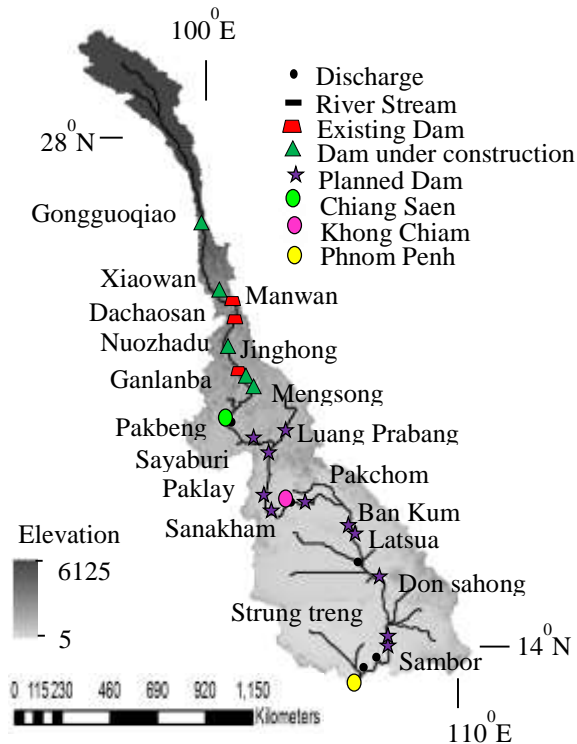 100⁰E
28⁰N
Discharge
River Stream
Existing Dam
Dam under construction
Planned Dam
Chiang Saen
Khong Chiam
Phnom Penh
Gongguoqiao
Xiaowan
Manwan
Dachaosan
Nuozhadu
Jinghong
Ganlanba
Mengsong
Pakbeng
Luang Prabang
Sayaburi
Pakchom
Paklay
Ban Kum
Sanakham
Latsua
Elevation
6125
5
Don sahong
Strung treng
Sambor
14⁰N
0 115 230 460 690 920 1,150
Kilometers
110⁰E